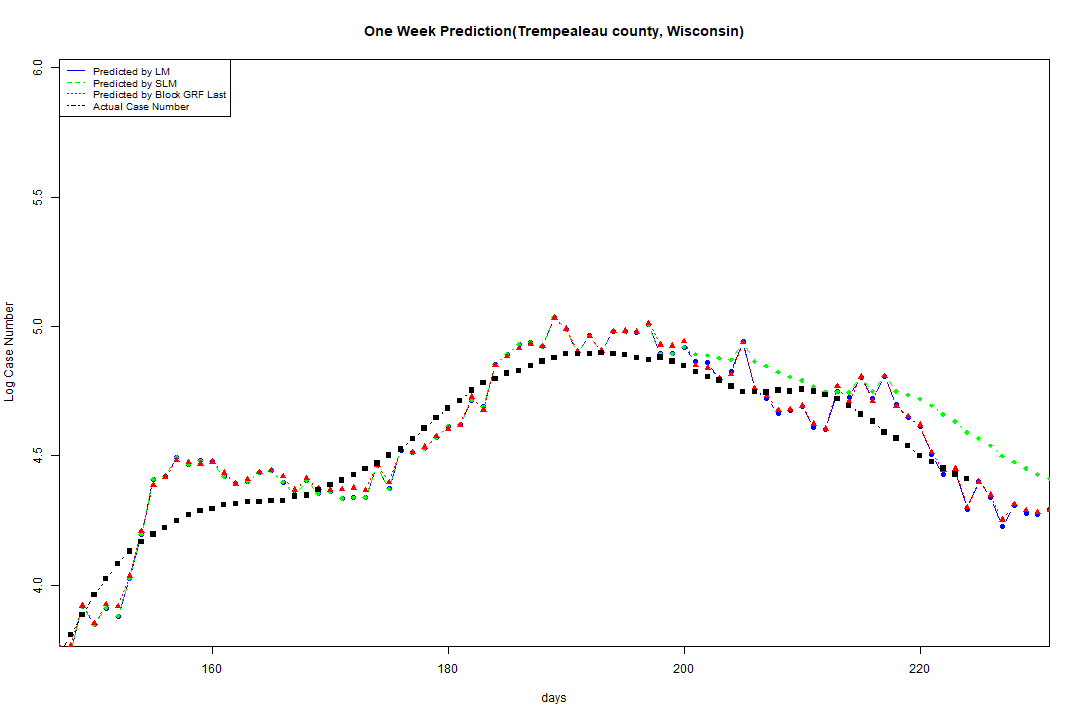 One Week Prediction(Trempealeau county, Wisconsin)
Predicted by LM
Predicted by SLM
Predicted by Block GRF Last
Actual Case Number
6.0
5.5
5.0
4.5
4.0
Log Case Number
160 180 200 220
days